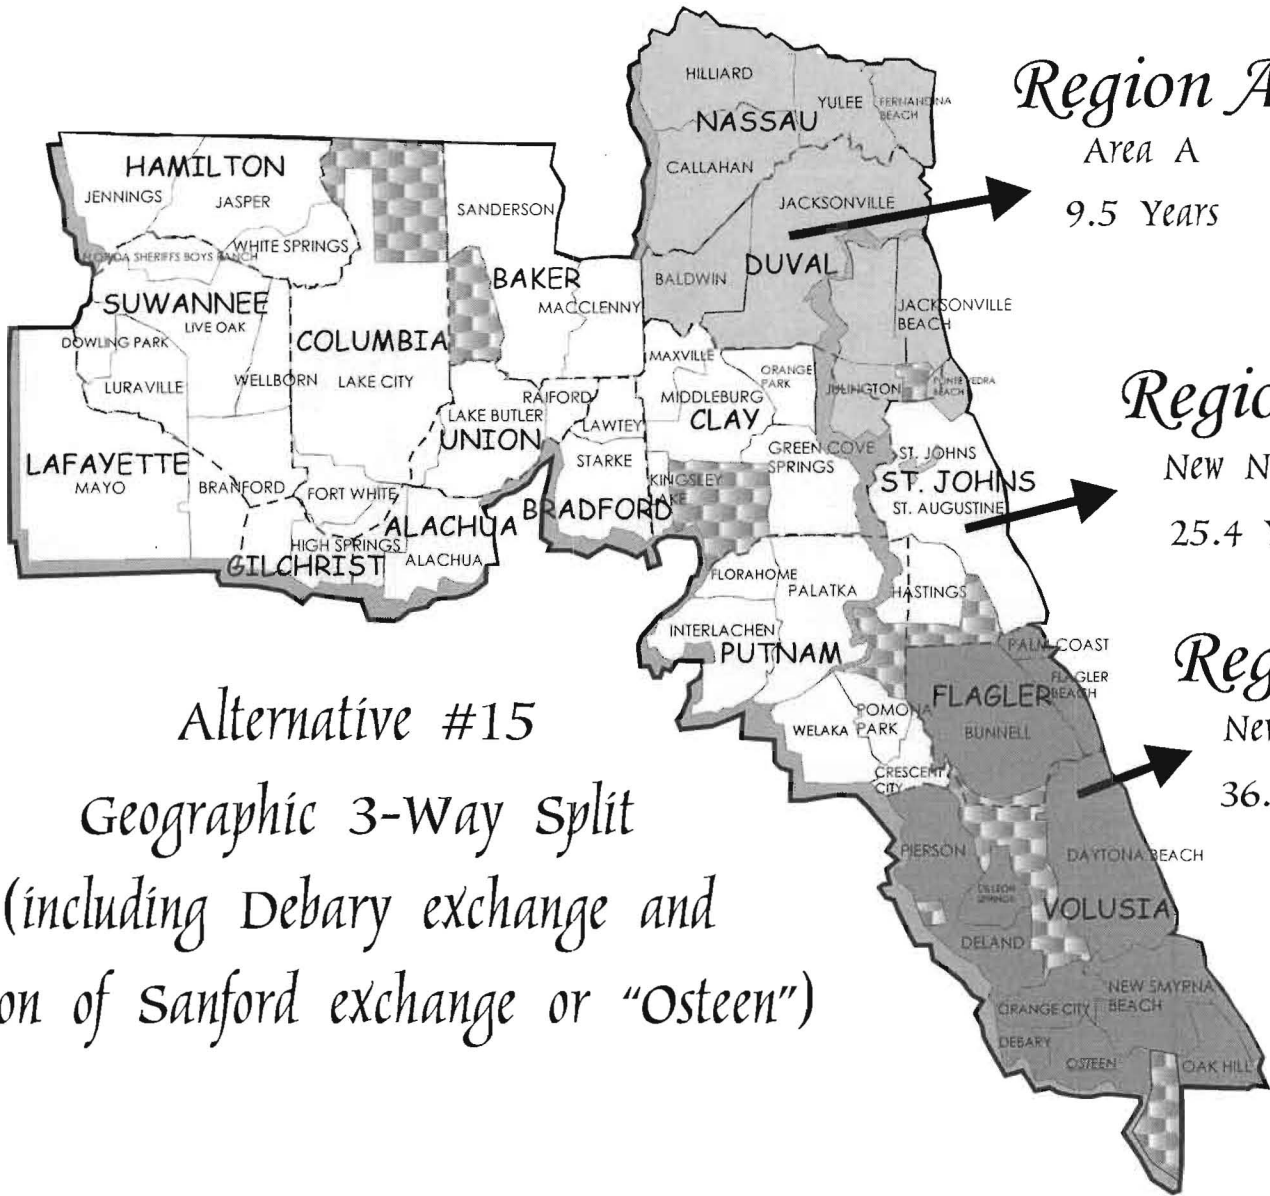 Region A
Area A
9.5 Years
Regio
New N
25.4 Y
Reg
New
36.
Alternative #15
Geographic 3-Way Split
(including Debary exchange and
on of Sanford exchange or "Osteen")
HILLIARD
YULEE
FERNANDINA
BEACH
NASSAU
CALLAHAN
JACKSONVILLE
BALDWIN
DUVAL
JACKSONVILLE
BEACH
HAMILTON
JENNINGS
JASPER
WHITE SPRINGS
FLORIDA SHERIFFS BOYS RANCH
SANDERSON
BAKER
MACCLENNY
SUWANNEE
LIVE OAK
DOWLING PARK
LURAVILLE
WELLBORN
COLUMBIA
LAKE CITY
MAXVILLE
ORANGE
PARK
MIDDLEBURG
CLAY
JULINGTON
PONTE VEDRA
BEACH
RAIFORD
LAKE BUTLER
UNION
LAWTEY
STARKE
BRADFORD
KINGSLEY
LAKE
GREEN COVE
SPRINGS
ST. JOHNS
ST. JOHNS
ST. AUGUSTINE
LAFAYETTE
MAYO
BRANFORD
FORT WHITE
HIGH SPRINGS
ALACHUA
ALACHUA
GILCHRIST
FLORAHOME
PALATKA
HASTINGS
INTERLACHEN
PUTNAM
WELAKA
POMONA
PARK
CRESCENT
CITY
PALM COAST
FLAGLER
BEACH
FLAGLER
BUNNELL
PIERSON
DAYTONA BEACH
DELEON
SPRINGS
VOLUSIA
DELAND
NEW SMYRNA
BEACH
ORANGE CITY
DEBARY
OSTEEN
OAK HILL